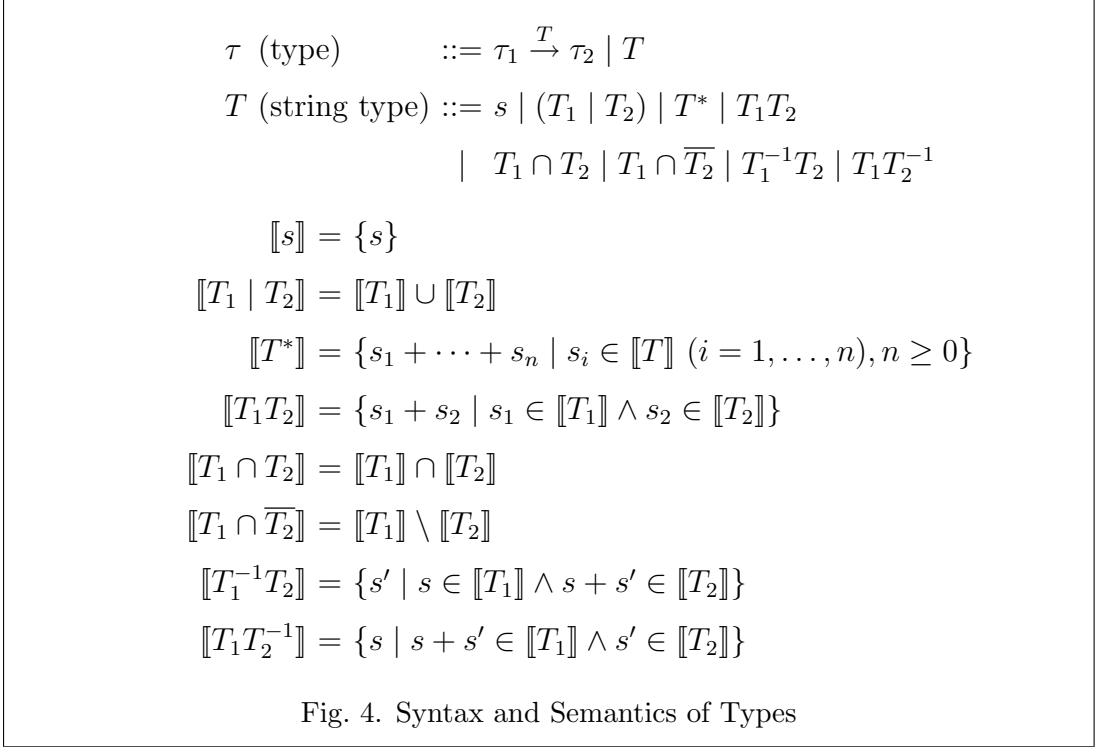 τ (type) ::= τ₁ →ᵀ τ₂ | T
T (string type) ::= s | (T₁ | T₂) | T* | T₁T₂
| T₁ ∩ T₂ | T₁ ∩ T̅₂̅ | T₁⁻¹T₂ | T₁T₂⁻¹
⟦s⟧ = {s}
⟦T₁ | T₂⟧ = ⟦T₁⟧ ∪ ⟦T₂⟧
⟦T*⟧ = {s₁ + ··· + sₙ | sᵢ ∈ ⟦T⟧ (i = 1, . . . , n), n ≥ 0}
⟦T₁T₂⟧ = {s₁ + s₂ | s₁ ∈ ⟦T₁⟧ ∧ s₂ ∈ ⟦T₂⟧}
⟦T₁ ∩ T₂⟧ = ⟦T₁⟧ ∩ ⟦T₂⟧
⟦T₁ ∩ T̅₂̅⟧ = ⟦T₁⟧ \ ⟦T₂⟧
⟦T₁⁻¹T₂⟧ = {s′ | s ∈ ⟦T₁⟧ ∧ s + s′ ∈ ⟦T₂⟧}
⟦T₁T₂⁻¹⟧ = {s | s + s′ ∈ ⟦T₁⟧ ∧ s′ ∈ ⟦T₂⟧}
Fig. 4. Syntax and Semantics of Types